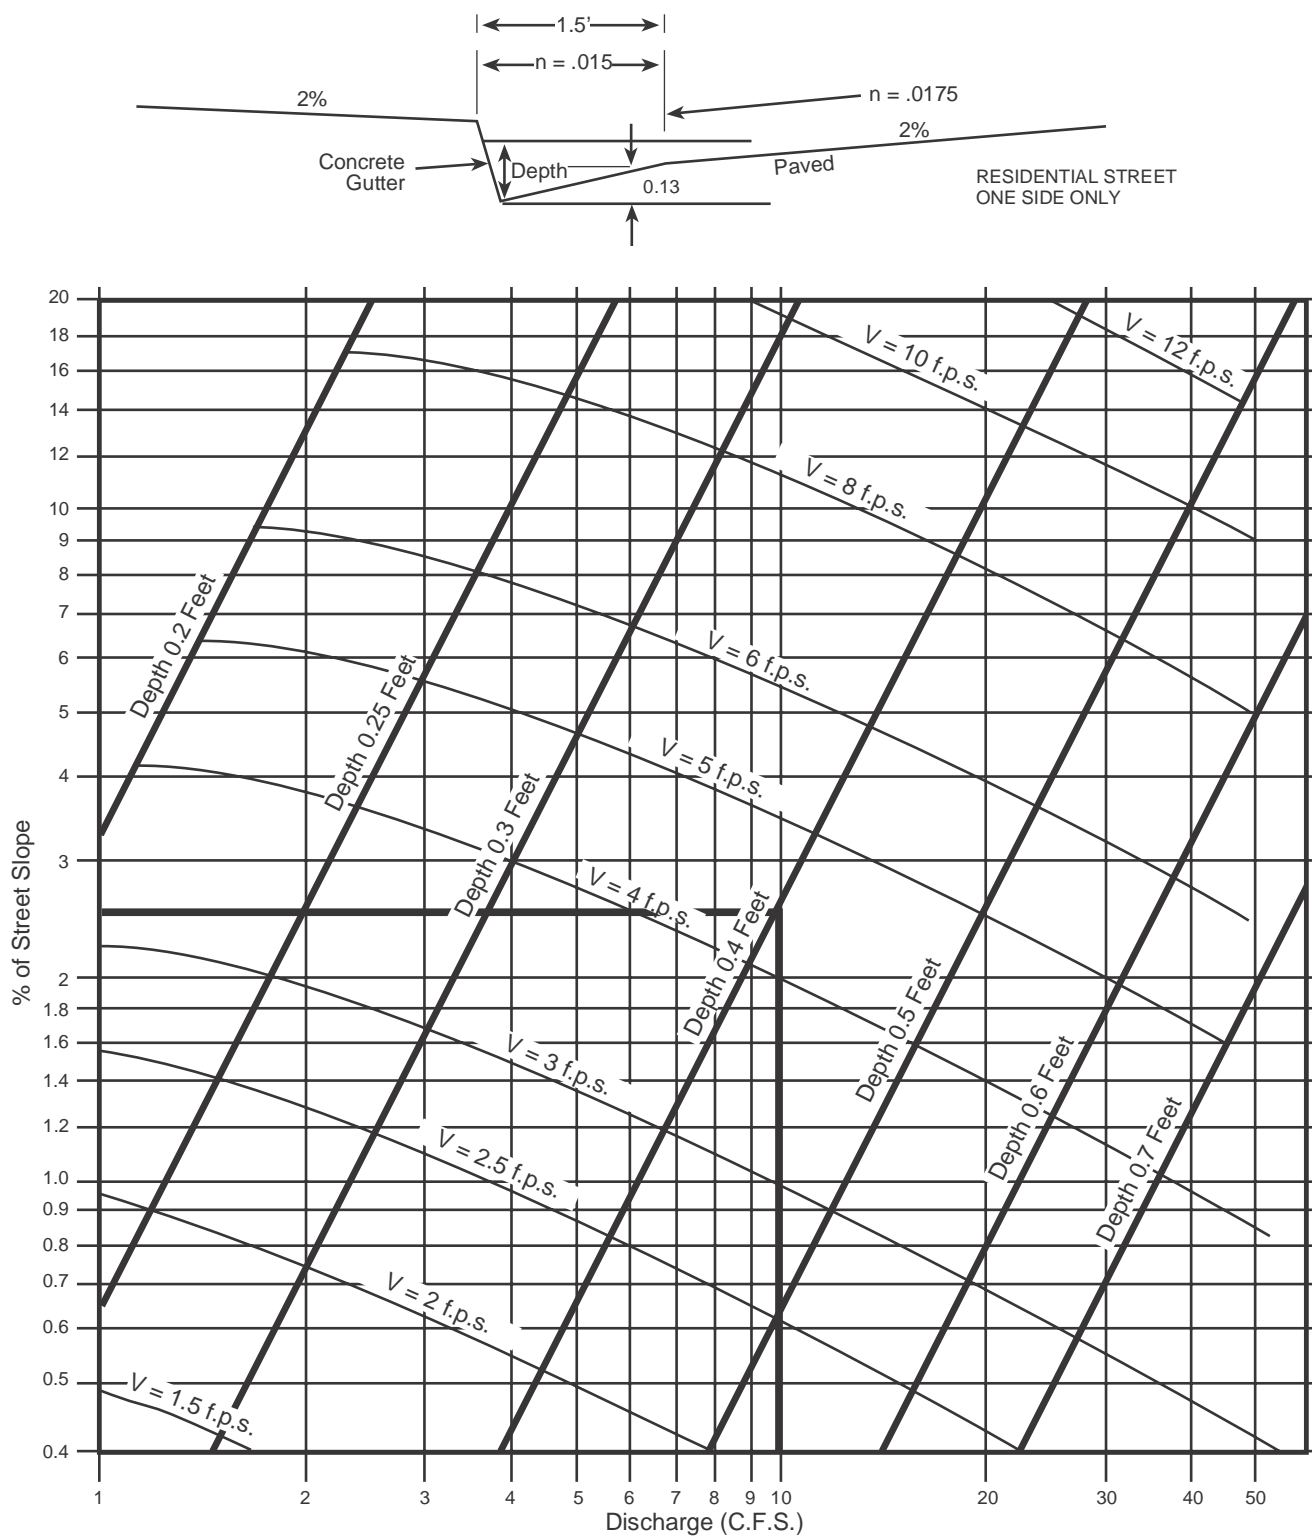 1.5’
n = .015
n = .0175
2%
2%
Concrete
Gutter
Depth
0.13
Paved
RESIDENTIAL STREET
ONE SIDE ONLY
20
18
16
14
12
10
9
8
7
6
5
4
3
2
1.8
1.6
1.4
1.2
1.0
0.9
0.8
0.7
0.6
0.5
0.4
% of Street Slope
V = 12 f.p.s.
V = 10 f.p.s.
V = 8 f.p.s.
V = 6 f.p.s.
V = 5 f.p.s.
V = 4 f.p.s.
V = 3 f.p.s.
V = 2.5 f.p.s.
V = 2 f.p.s.
V = 1.5 f.p.s.
Depth 0.2 Feet
Depth 0.25 Feet
Depth 0.3 Feet
Depth 0.4 Feet
Depth 0.5 Feet
Depth 0.6 Feet
Depth 0.7 Feet
1 2 3 4 5 6 7 8 9 10 20 30 40 50
Discharge (C.F.S.)